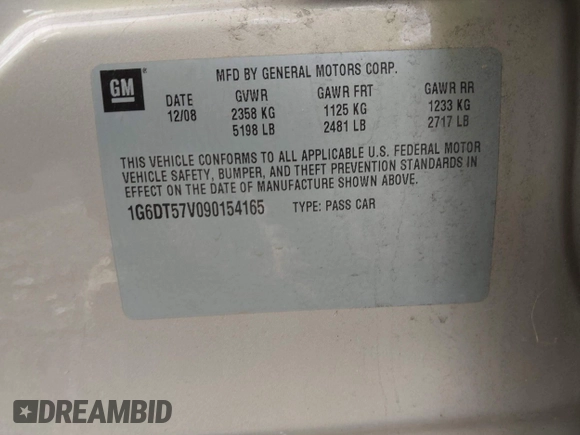 GM
MFD BY GENERAL MOTORS CORP.
DATE GVWR GAWR FRT GAWR RR
12/08 2358 KG 1125 KG 1233 KG
5198 LB 2481 LB 2717 LB
THIS VEHICLE CONFORMS TO ALL APPLICABLE U.S. FEDERAL MOTOR
VEHICLE SAFETY, BUMPER, AND THEFT PREVENTION STANDARDS IN
EFFECT ON THE DATE OF MANUFACTURE SHOWN ABOVE.
1G6DT57V090154165 TYPE: PASS CAR
DREAMBID